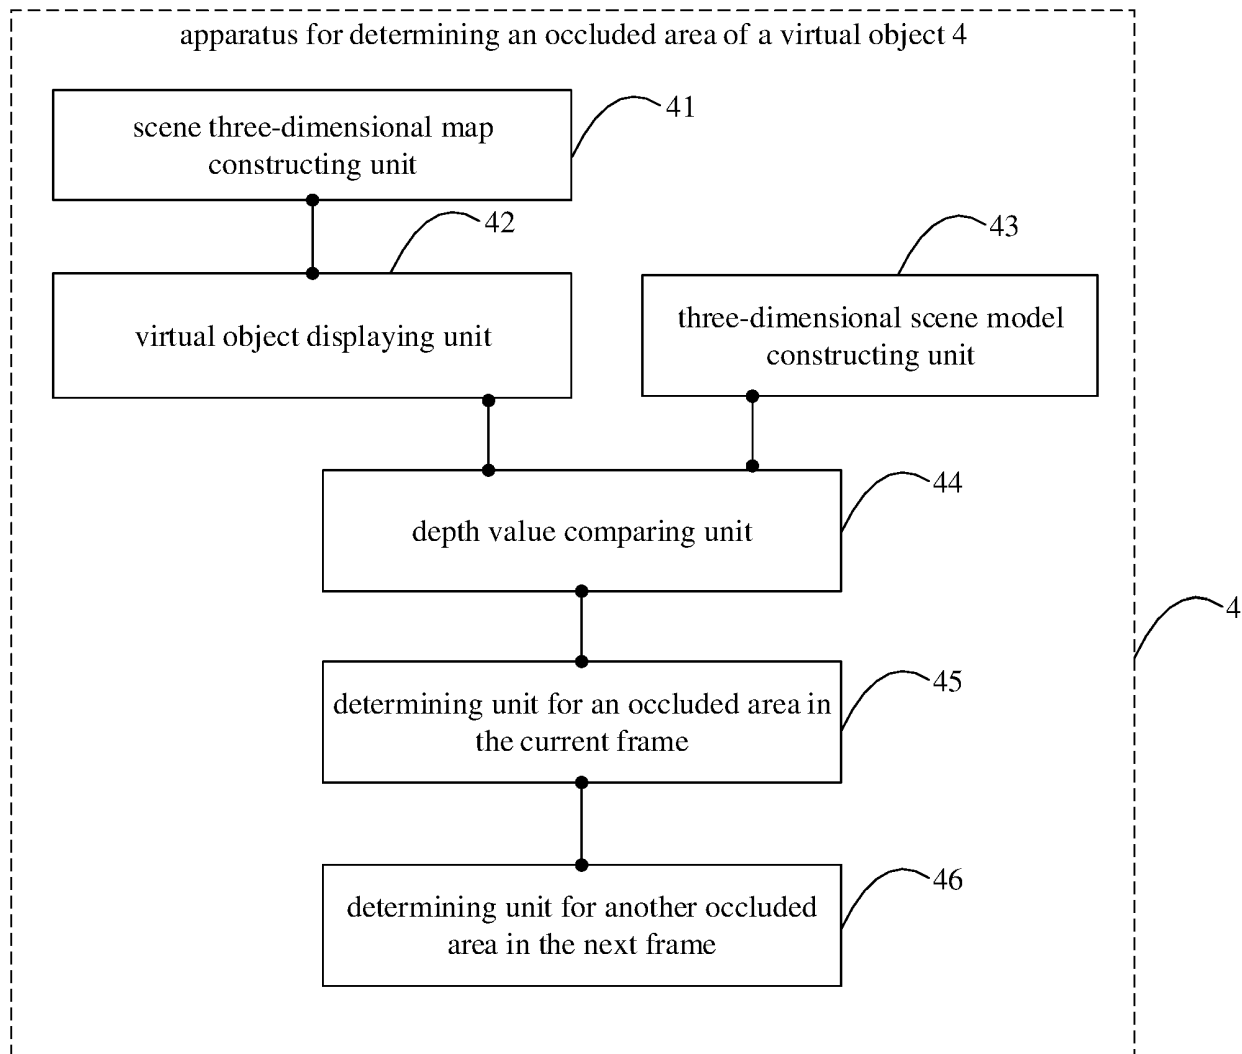 apparatus for determining an occluded area of a virtual object 4
41
scene three-dimensional map
constructing unit
42
43
virtual object displaying unit
three-dimensional scene model
constructing unit
44
depth value comparing unit
4
45
determining unit for an occluded area in
the current frame
46
determining unit for another occluded
area in the next frame